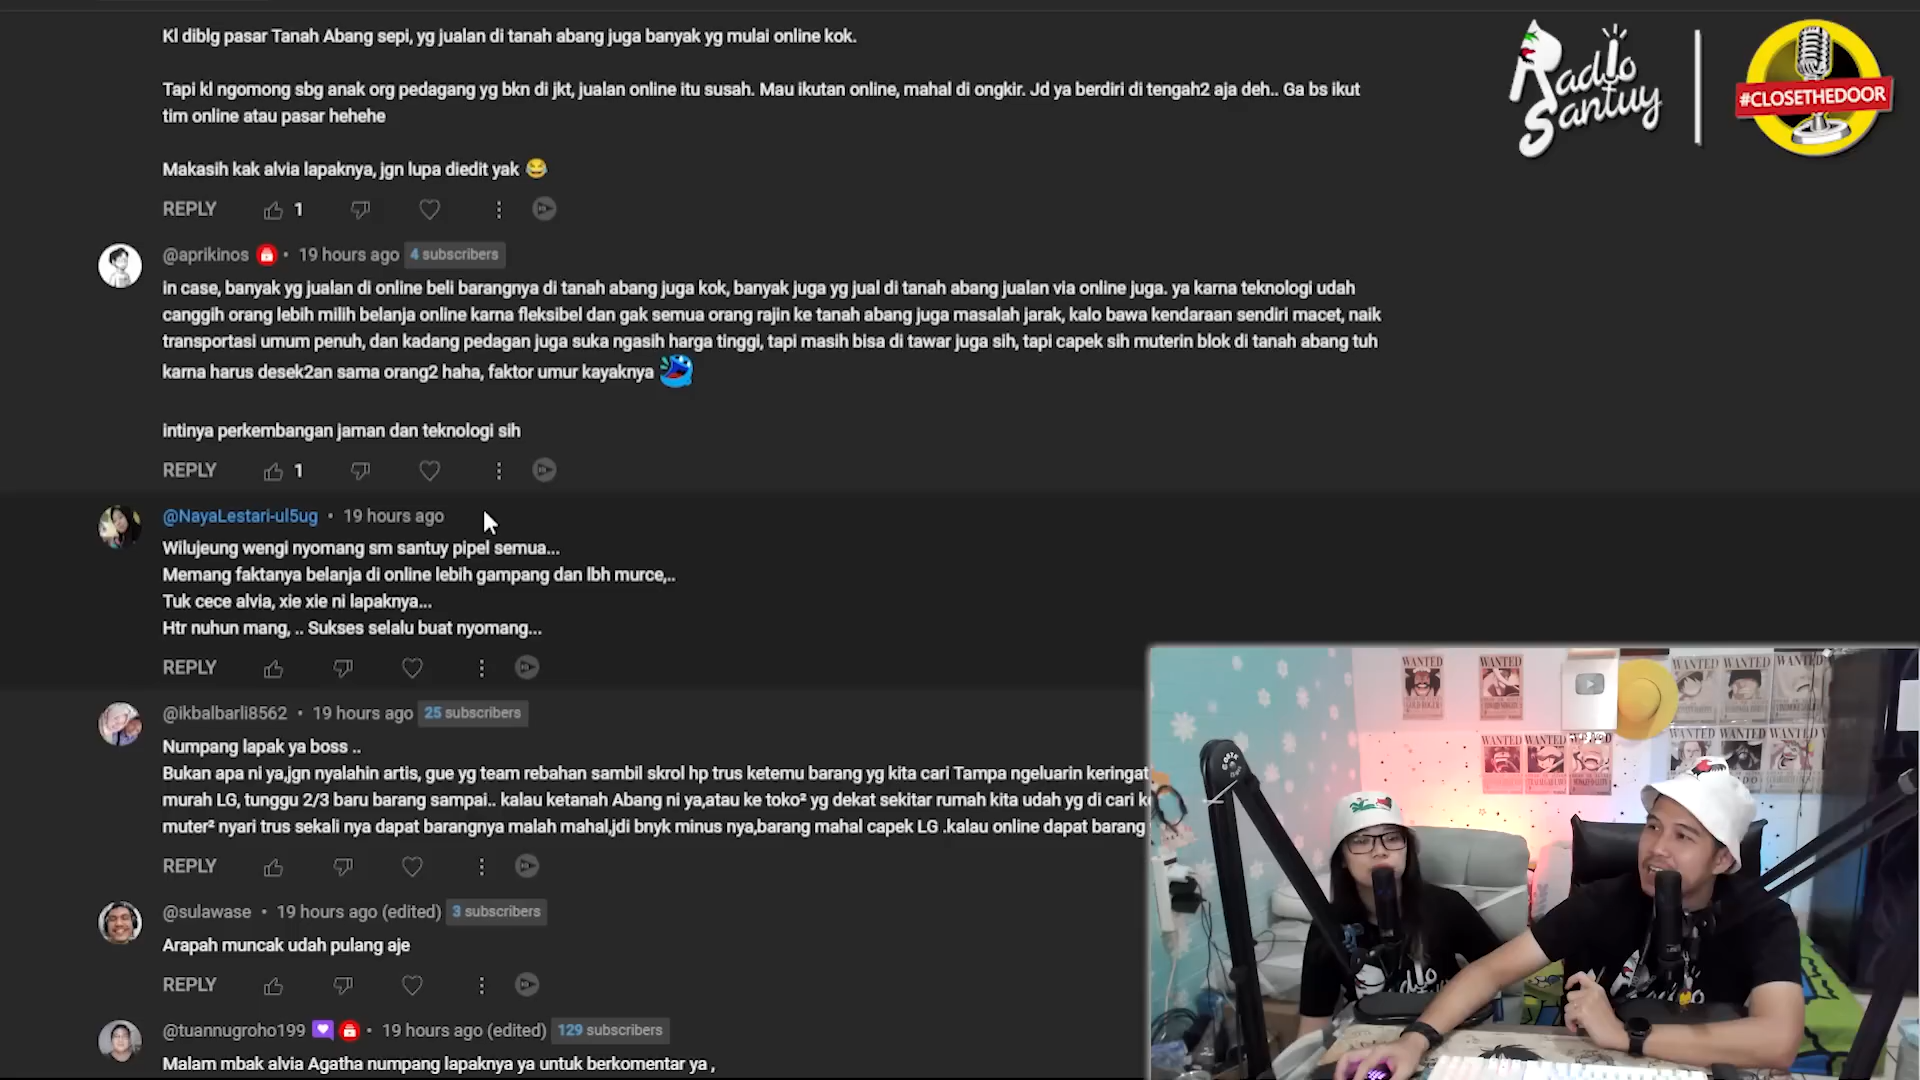 Kl diblg pasar Tanah Abang sepi, yg jualan di tanah abang juga banyak yg mulai online kok.
Tapi kl ngomong sbg anak org pedagang yg bkn di jkt, jualan online itu susah. Mau ikutan online, mahal di ongkir. Jd ya berdiri di tengah2 aja deh.. Ga bs ikut
tim online atau pasar hehehe
Makasih kak alvia lapaknya, jgn lupa diedit yak 😂
REPLY 1
Radio
Santuy
#CLOSETHEDOOR
@aprikinos • 19 hours ago 4 subscribers
in case, banyak yg jualan di online beli barangnya di tanah abang juga kok, banyak juga yg jual di tanah abang jualan via online juga. ya karna teknologi udah
canggih orang lebih milih belanja online karna fleksibel dan gak semua orang rajin ke tanah abang juga masalah jarak, kalo bawa kendaraan sendiri macet, naik
transportasi umum penuh, dan kadang pedagan juga suka ngasih harga tinggi, tapi masih bisa di tawar juga sih, tapi capek sih muterin blok di tanah abang tuh
karna harus desek2an sama orang2 haha, faktor umur kayaknya
intinya perkembangan jaman dan teknologi sih
REPLY 1
@NayaLestari-ul5ug • 19 hours ago
Wilujeung wengi nyomang sm santuy pipel semua...
Memang faktanya belanja di online lebih gampang dan lbh murce,..
Tuk cece alvia, xie xie ni lapaknya...
Htr nuhun mang, .. Sukses selalu buat nyomang...
REPLY
@ikbalbarli8562 • 19 hours ago 25 subscribers
Numpang lapak ya boss ..
Bukan apa ni ya,jgn nyalahin artis, gue yg team rebahan sambil skrol hp trus ketemu barang yg kita cari Tampa ngeluarin keringat
murah LG, tunggu 2/3 baru barang sampai.. kalau ketanah Abang ni ya,atau ke toko² yg dekat sekitar rumah kita udah yg di cari
muter² nyari trus sekali nya dapat barangnya malah mahal,jdi bnyk minus nya,barang mahal capek LG .kalau online dapat barang
REPLY
@sulawase • 19 hours ago (edited) 3 subscribers
Arapah muncak udah pulang aje
REPLY
@tuannugroho199 • 19 hours ago (edited) 129 subscribers
Malam mbak alvia Agatha numpang lapaknya ya untuk berkomentar ya ,
WANTED
WANTED
WANTED WANTED WANTED
WANTED WANTED WANTED
WANTED WANTED WANTED
GOLD ROGER